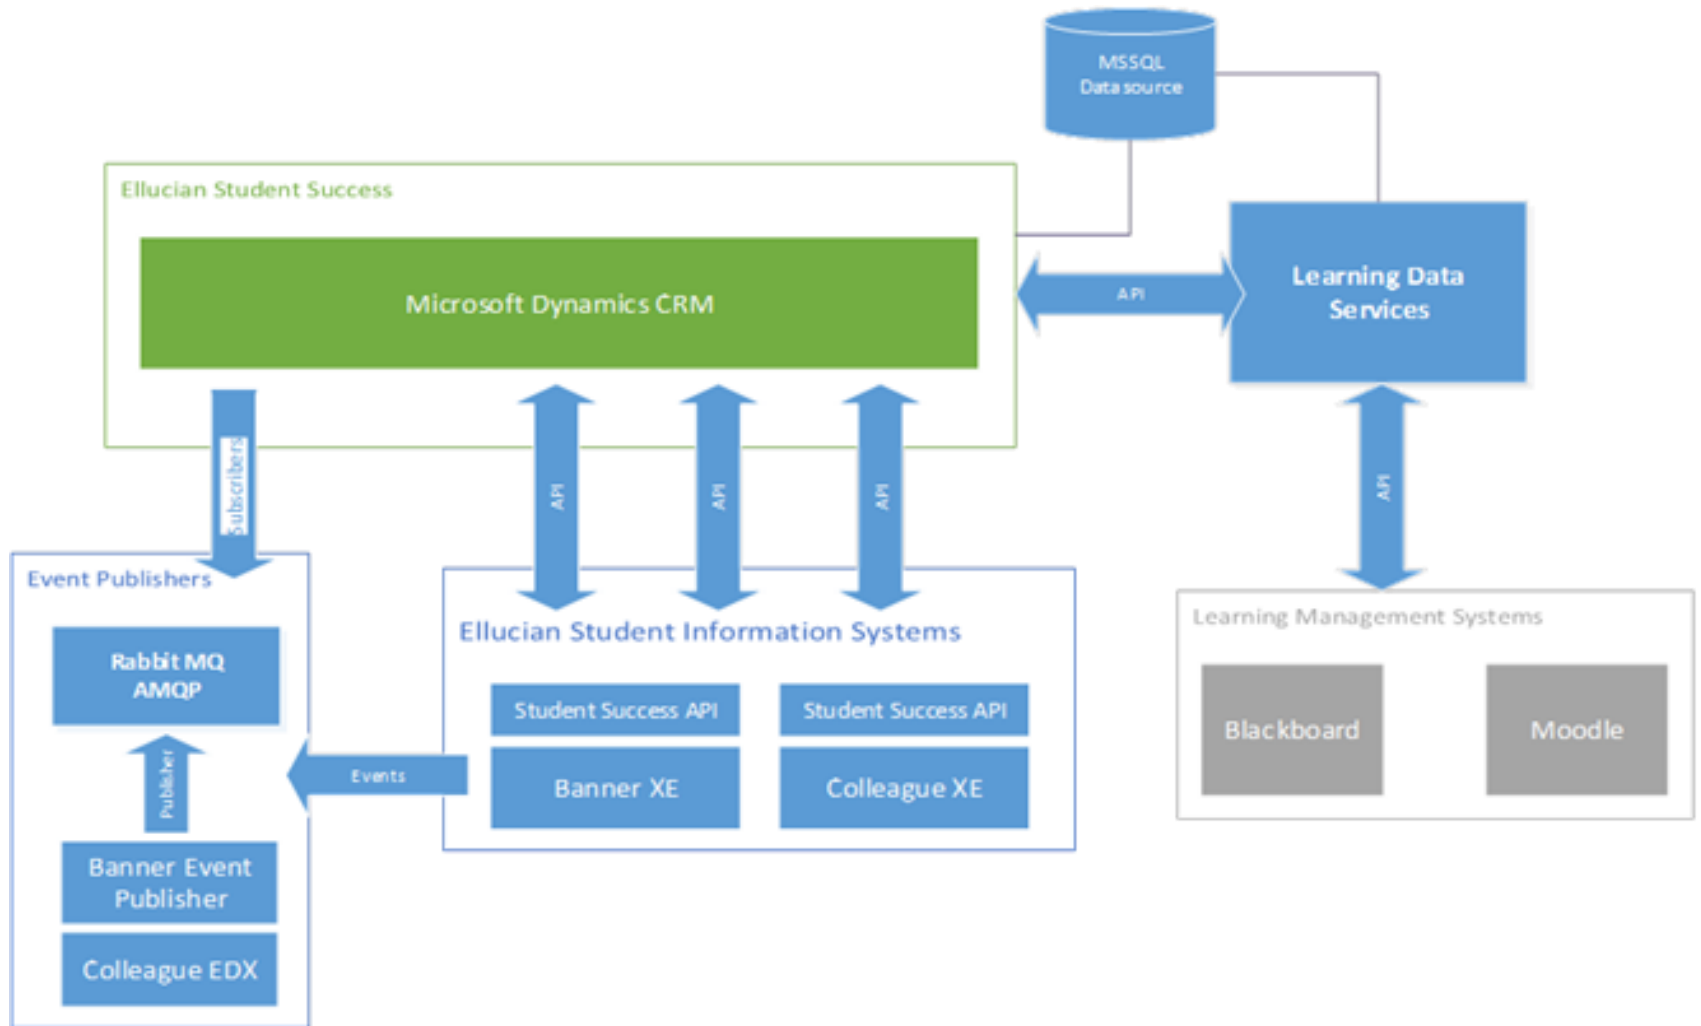 MSSQL
Datasource
Ellucian Student Success
Microsoft Dynamics CRM
API
Learning Data
Services
Subscribers
API
API
API
API
Event Publishers
Rabbit MQ
AMQP
Publisher
Banner Event
Publisher
Colleague EDX
Events
Ellucian Student Information Systems
Student Success API
Student Success API
Banner XE
Colleague XE
Learning Management Systems
Blackboard
Moodle